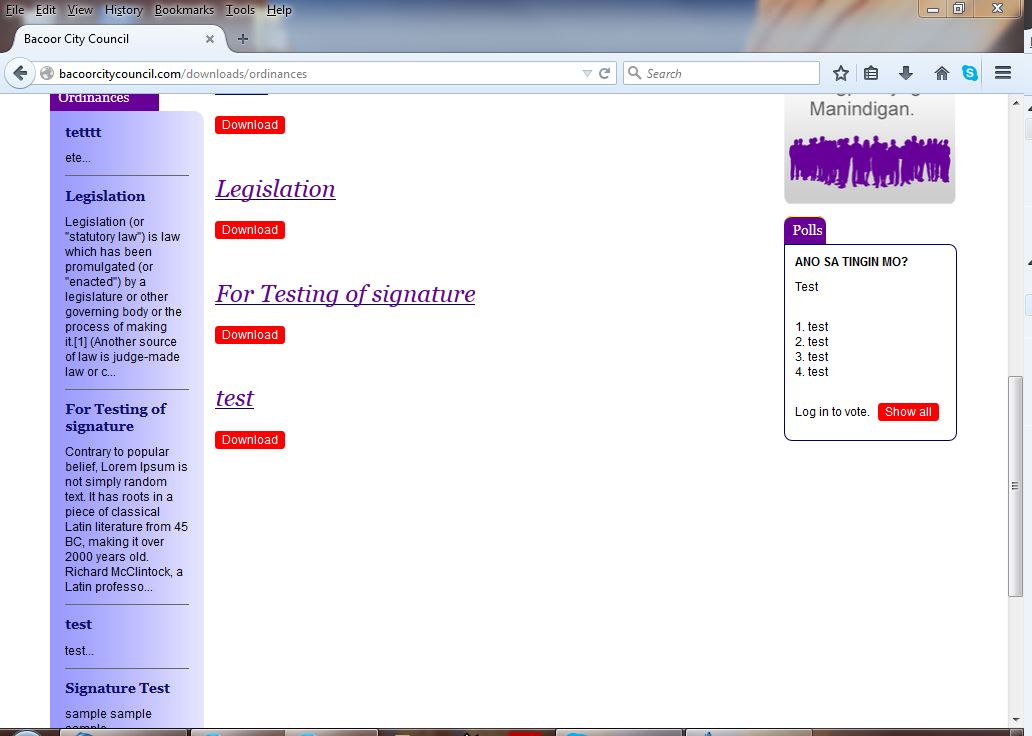 File Edit View History Bookmarks Tools Help
Bacoor City Council
bacoorcitycouncil.com/downloads/ordinances
Search
Ordinances
tetttt
ete...
Legislation
Legislation (or
"statutory law") is law
which has been
promulgated (or
"enacted") by a
legislature or other
governing body or the
process of making
it.[1] (Another source
of law is judge-made
law or c...
For Testing of
signature
Contrary to popular
belief, Lorem Ipsum is
not simply random
text. It has roots in a
piece of classical
Latin literature from 45
BC, making it over
2000 years old.
Richard McClintock, a
Latin professo...
test
test...
Signature Test
sample sample
sample
Download
Legislation
Download
For Testing of signature
Download
test
Download
Manindigan.
Polls
ANO SA TINGIN MO?
Test
1. test
2. test
3. test
4. test
Log in to vote. Show all